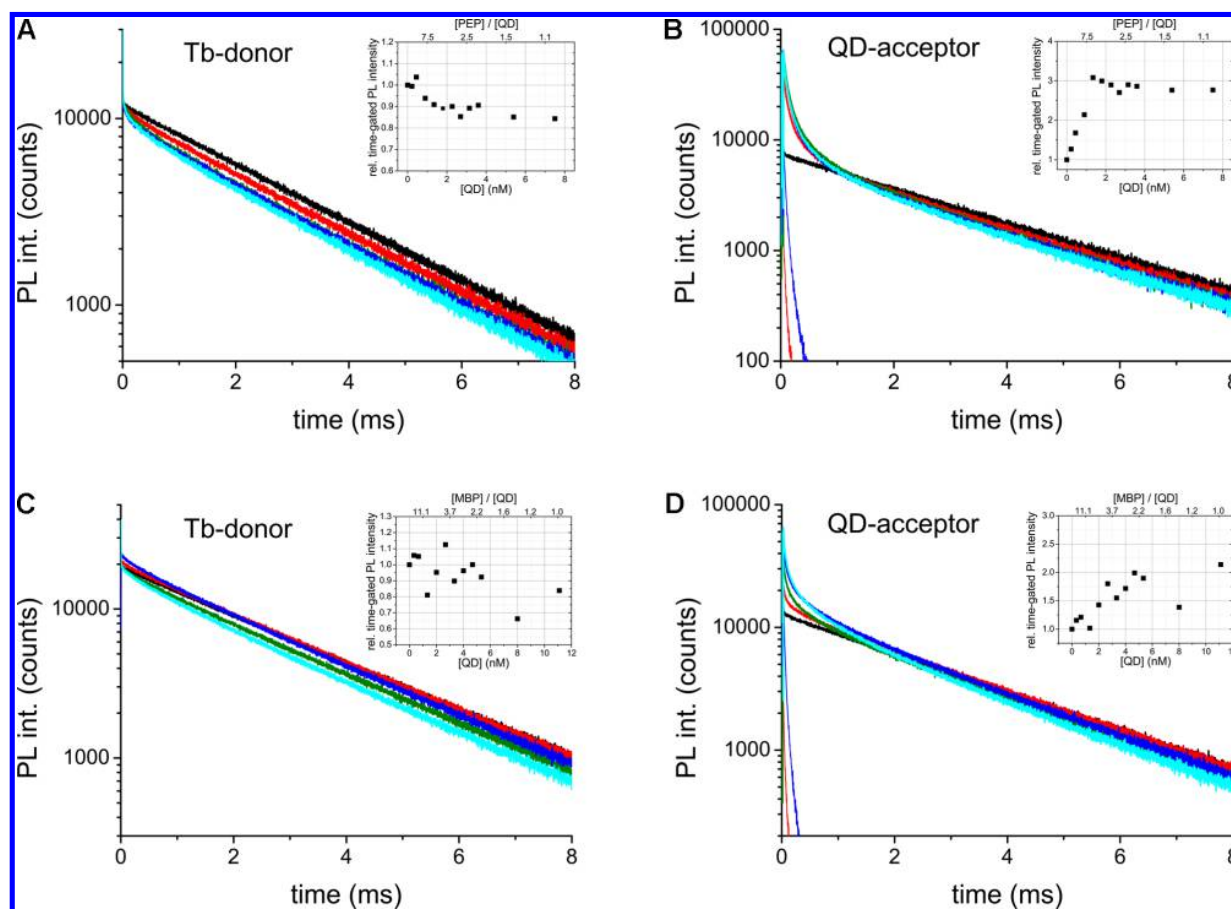 A
Tb-donor
PL int. (counts)
10000
1000
0 2 4 6 8
time (ms)
[PEP] / [QD]
7.5 2.5 1.5 1.1
rel. time-gated PL intensity
1.2
1.1
1.0
0.9
0.8
0.7
0.6
0 2 4 6 8
[QD] (nM)
B
QD-acceptor
PL int. (counts)
100000
10000
1000
100
0 2 4 6 8
time (ms)
[PEP] / [QD]
7.5 2.5 1.5 1.1
rel. time-gated PL intensity
4
3
2
1
0 2 4 6 8
[QD] (nM)
C
Tb-donor
PL int. (counts)
10000
1000
0 2 4 6 8
time (ms)
[MBP] / [QD]
11.1 3.7 2.2 1.6 1.2 1.0
rel. time-gated PL intensity
1.3
1.2
1.1
1.0
0.9
0.8
0.7
0.6
0.5
0 2 4 6 8 10 12
[QD] (nM)
D
QD-acceptor
PL int. (counts)
100000
10000
1000
0 2 4 6 8
time (ms)
[MBP] / [QD]
11.1 3.7 2.2 1.6 1.2 1.0
rel. time-gated PL intensity
3.0
2.5
2.0
1.5
1.0
0 2 4 6 8 10
[QD] (nM)